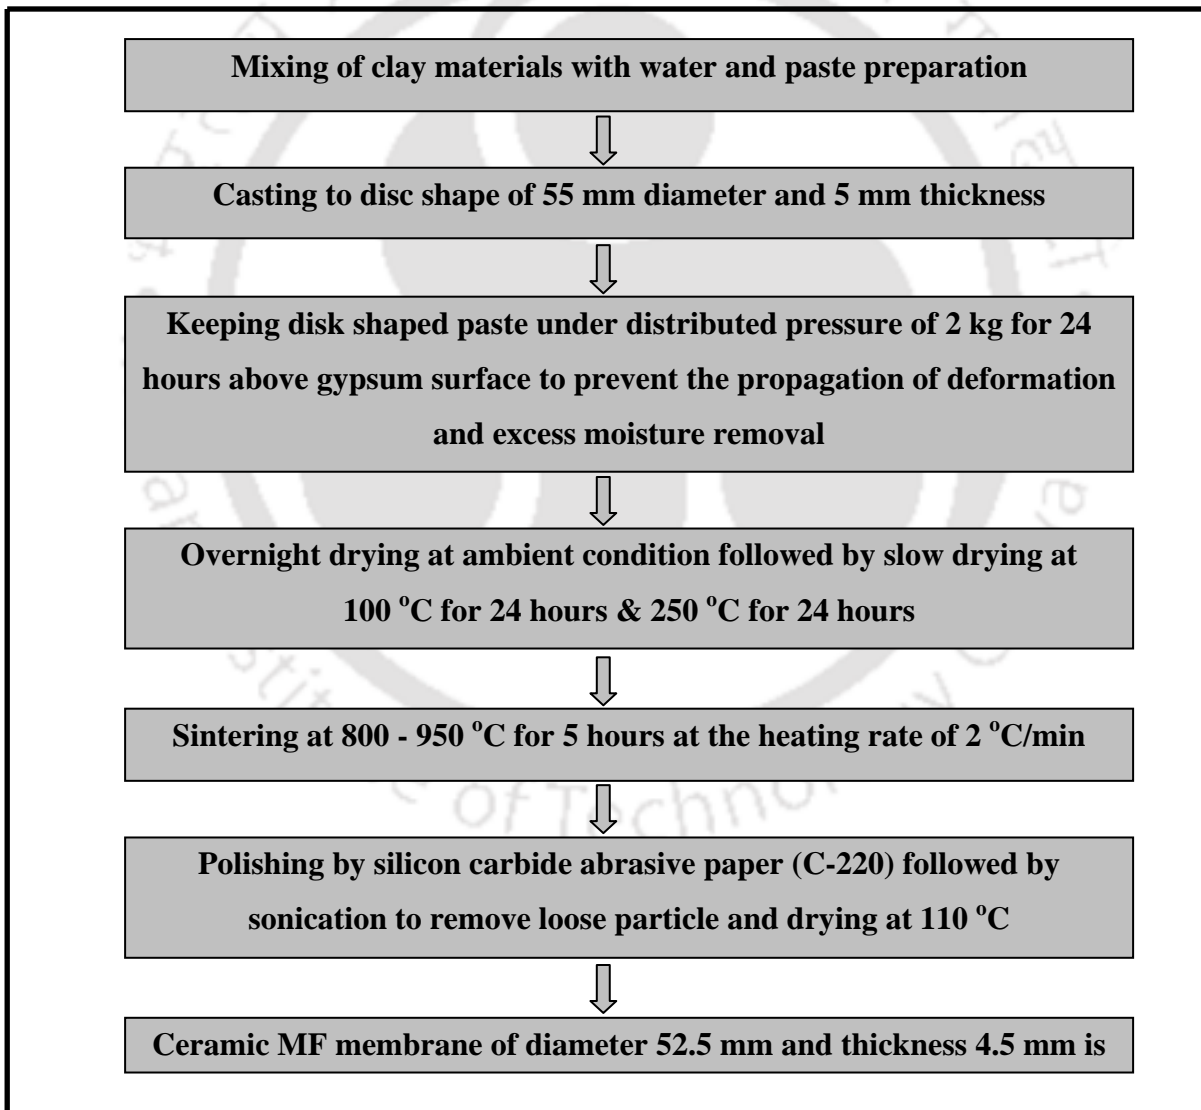 Mixing of clay materials with water and paste preparation
Casting to disc shape of 55 mm diameter and 5 mm thickness
Keeping disk shaped paste under distributed pressure of 2 kg for 24
hours above gypsum surface to prevent the propagation of deformation
and excess moisture removal
Overnight drying at ambient condition followed by slow drying at
100 °C for 24 hours & 250 °C for 24 hours
Sintering at 800 - 950 °C for 5 hours at the heating rate of 2 °C/min
Polishing by silicon carbide abrasive paper (C-220) followed by
sonication to remove loose particle and drying at 110 °C
Ceramic MF membrane of diameter 52.5 mm and thickness 4.5 mm is
of Technolo